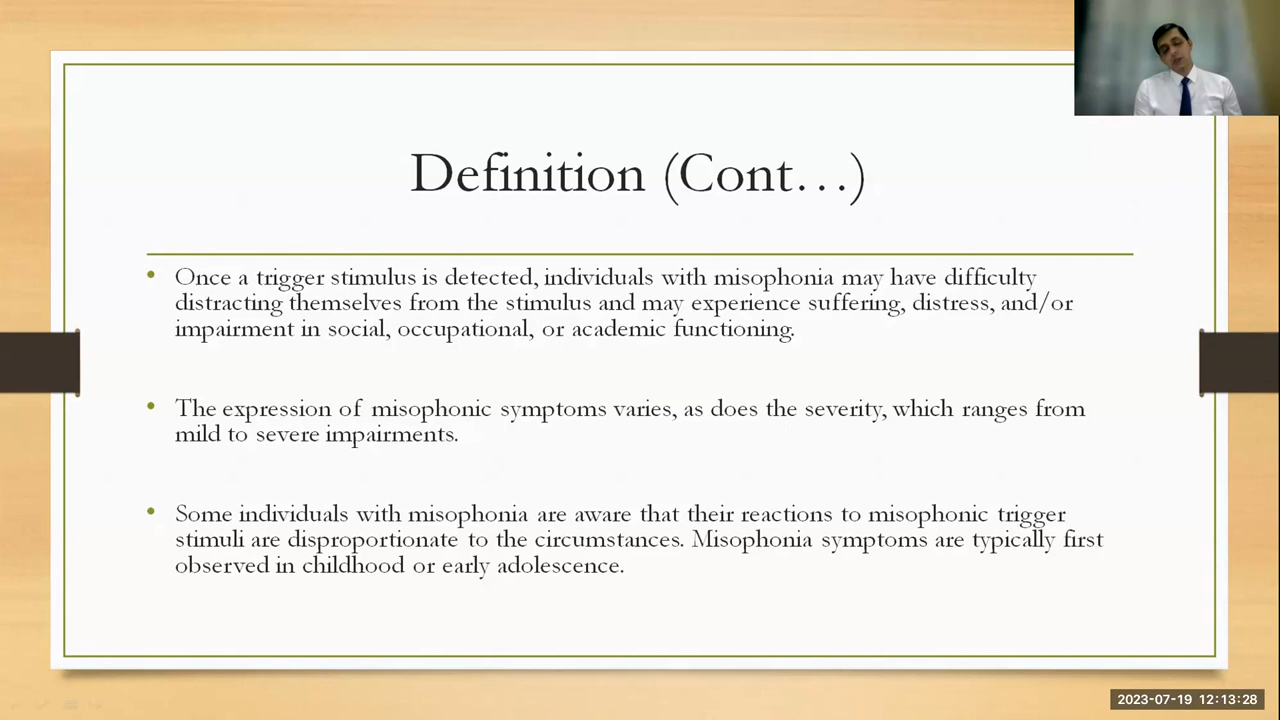 Definition (Cont…)
• Once a trigger stimulus is detected, individuals with misophonia may have difficulty
distracting themselves from the stimulus and may experience suffering, distress, and/or
impairment in social, occupational, or academic functioning.
• The expression of misophonic symptoms varies, as does the severity, which ranges from
mild to severe impairments.
• Some individuals with misophonia are aware that their reactions to misophonic trigger
stimuli are disproportionate to the circumstances. Misophonia symptoms are typically first
observed in childhood or early adolescence.
2023-07-19 12:13:28